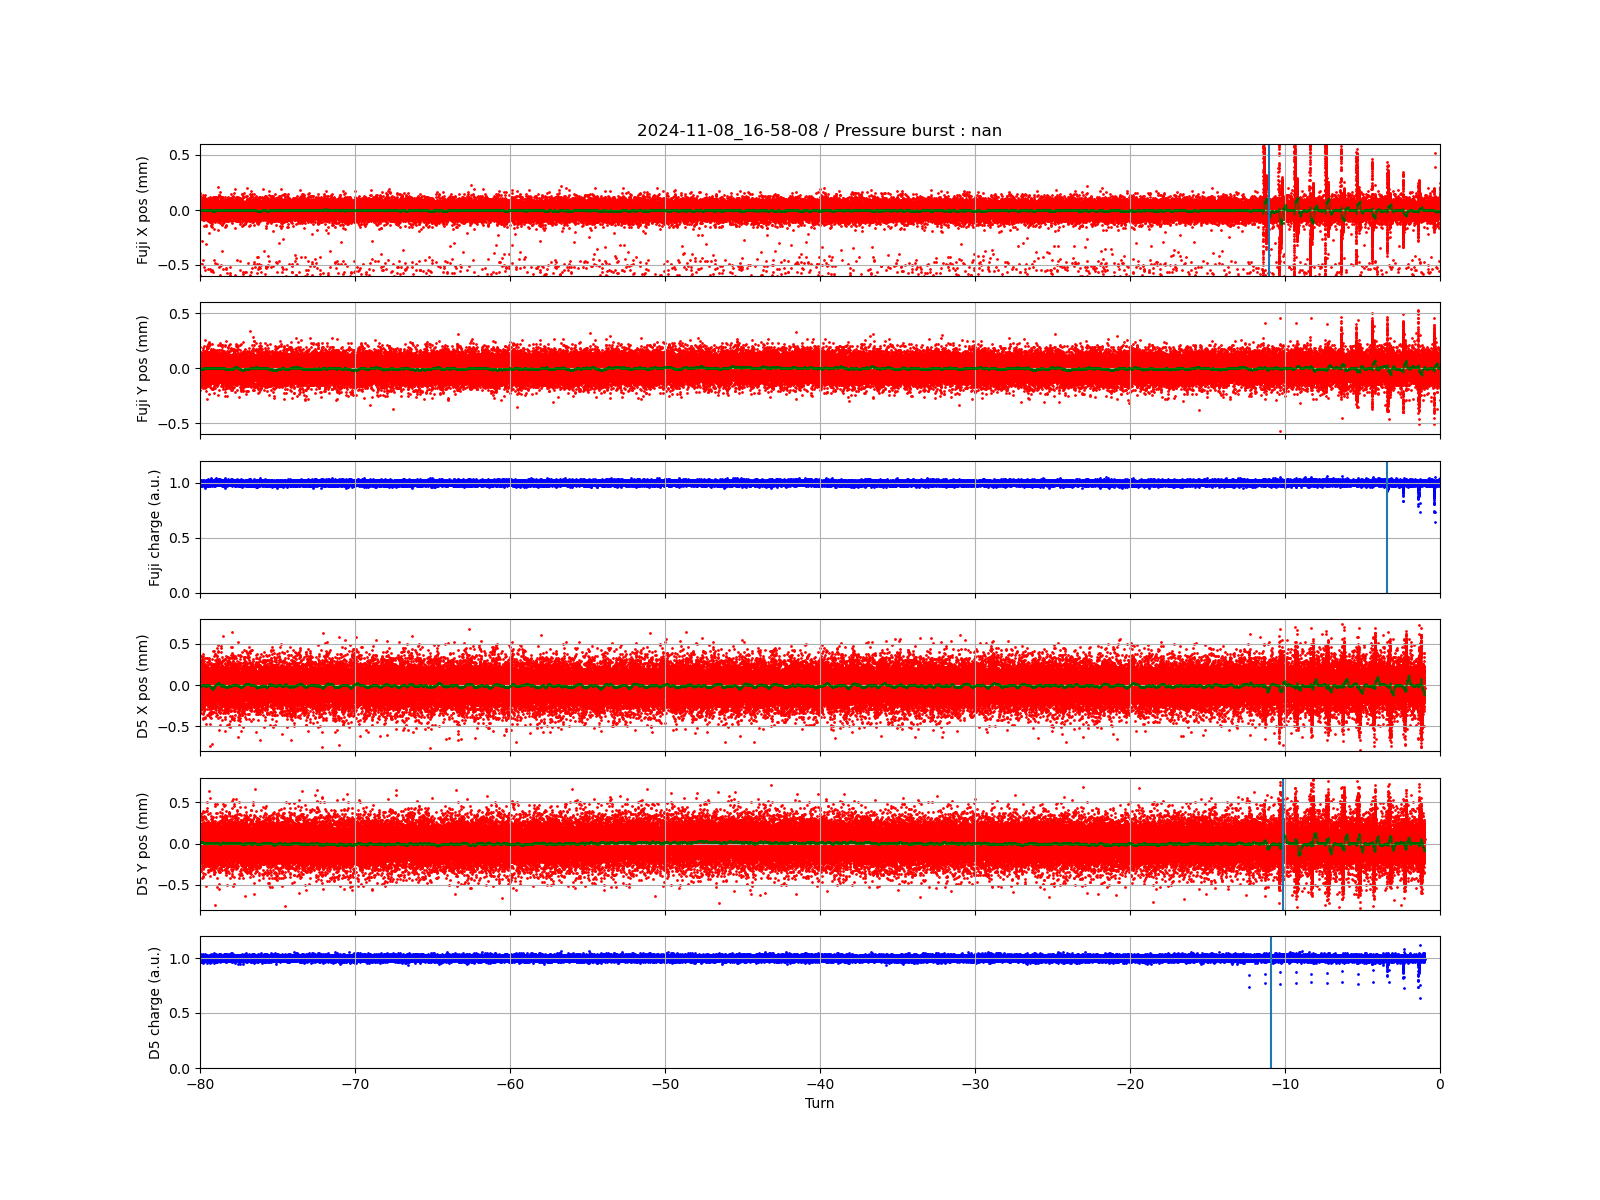 2024-11-08_16-58-08 / Pressure burst : nan
Fuji X pos (mm)
0.5
0.0
−0.5
Fuji Y pos (mm)
0.5
0.0
−0.5
Fuji charge (a.u.)
1.0
0.5
0.0
D5 X pos (mm)
0.5
0.0
−0.5
D5 Y pos (mm)
0.5
0.0
−0.5
D5 charge (a.u.)
1.0
0.5
0.0
−80 −70 −60 −50 −40 −30 −20 −10 0
Turn